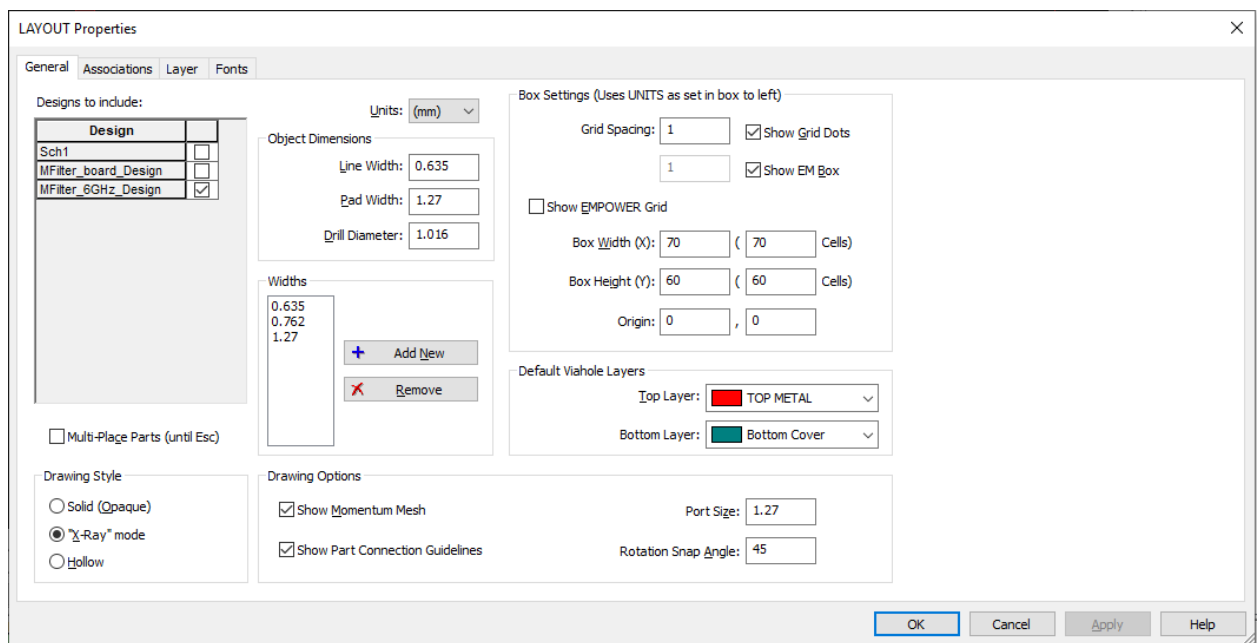 LAYOUT Properties
General Associations Layer Fonts
Designs to include:
Design
Sch1
MFilter_board_Design
MFilter_6GHz_Design
Multi-Place Parts (until Esc)
Drawing Style
Solid (Opaque)
"X-Ray" mode
Hollow
Units: (mm)
Object Dimensions
Line Width: 0.635
Pad Width: 1.27
Drill Diameter: 1.016
Widths
0.635
0.762
1.27
Add New
Remove
Box Settings (Uses UNITS as set in box to left)
Grid Spacing: 1 Show Grid Dots
1 Show EM Box
Show EMPOWER Grid
Box Width (X): 70 ( 70 Cells)
Box Height (Y): 60 ( 60 Cells)
Origin: 0 , 0
Default Viahole Layers
Top Layer: TOP METAL
Bottom Layer: Bottom Cover
Drawing Options
Show Momentum Mesh Port Size: 1.27
Show Part Connection Guidelines Rotation Snap Angle: 45
OK Cancel Apply Help